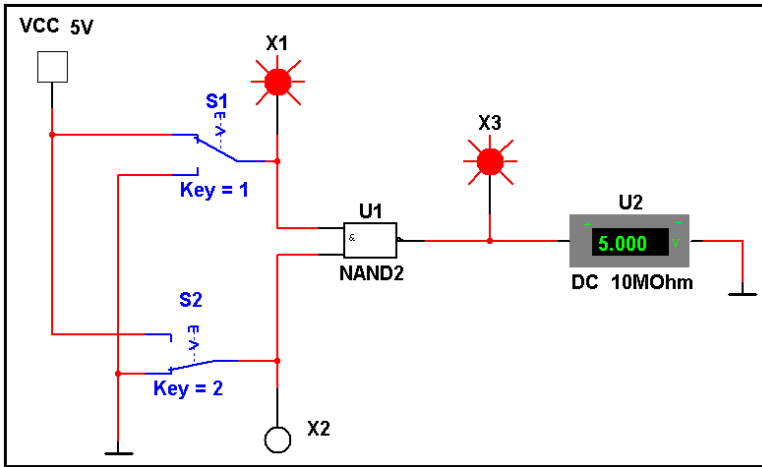 VCC 5V
X1
S1
Key = 1
X3
U1
&
NAND2
U2
+ −
5.000 V
DC 10MOhm
S2
Key = 2
X2